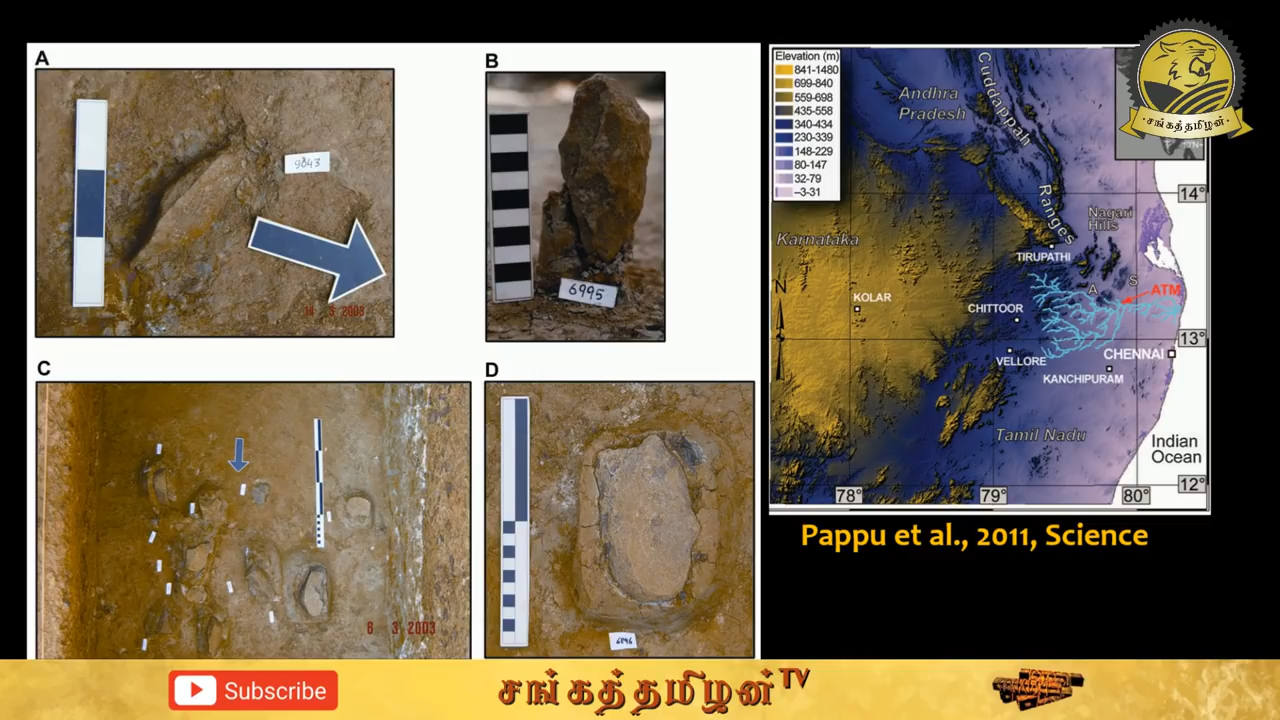 A
9843
14 3 2003
B
6995
C
6 3 2003
D
Elevation (m)
841-1480
699-840
559-698
435-558
340-434
230-339
148-229
80-147
32-79
–3-31
Andhra
Pradesh
Cuddappah
Ranges
Nagari
Hills
Karnataka
TIRUPATHI
N
A
S
ATM
KOLAR
CHITTOOR
VELLORE
CHENNAI
KANCHIPURAM
Tamil Nadu
Indian
Ocean
14°
13°
12°
78°
79°
80°
சங்கத்தமிழன்
Pappu et al., 2011, Science
Subscribe
சங்கத்தமிழன் TV